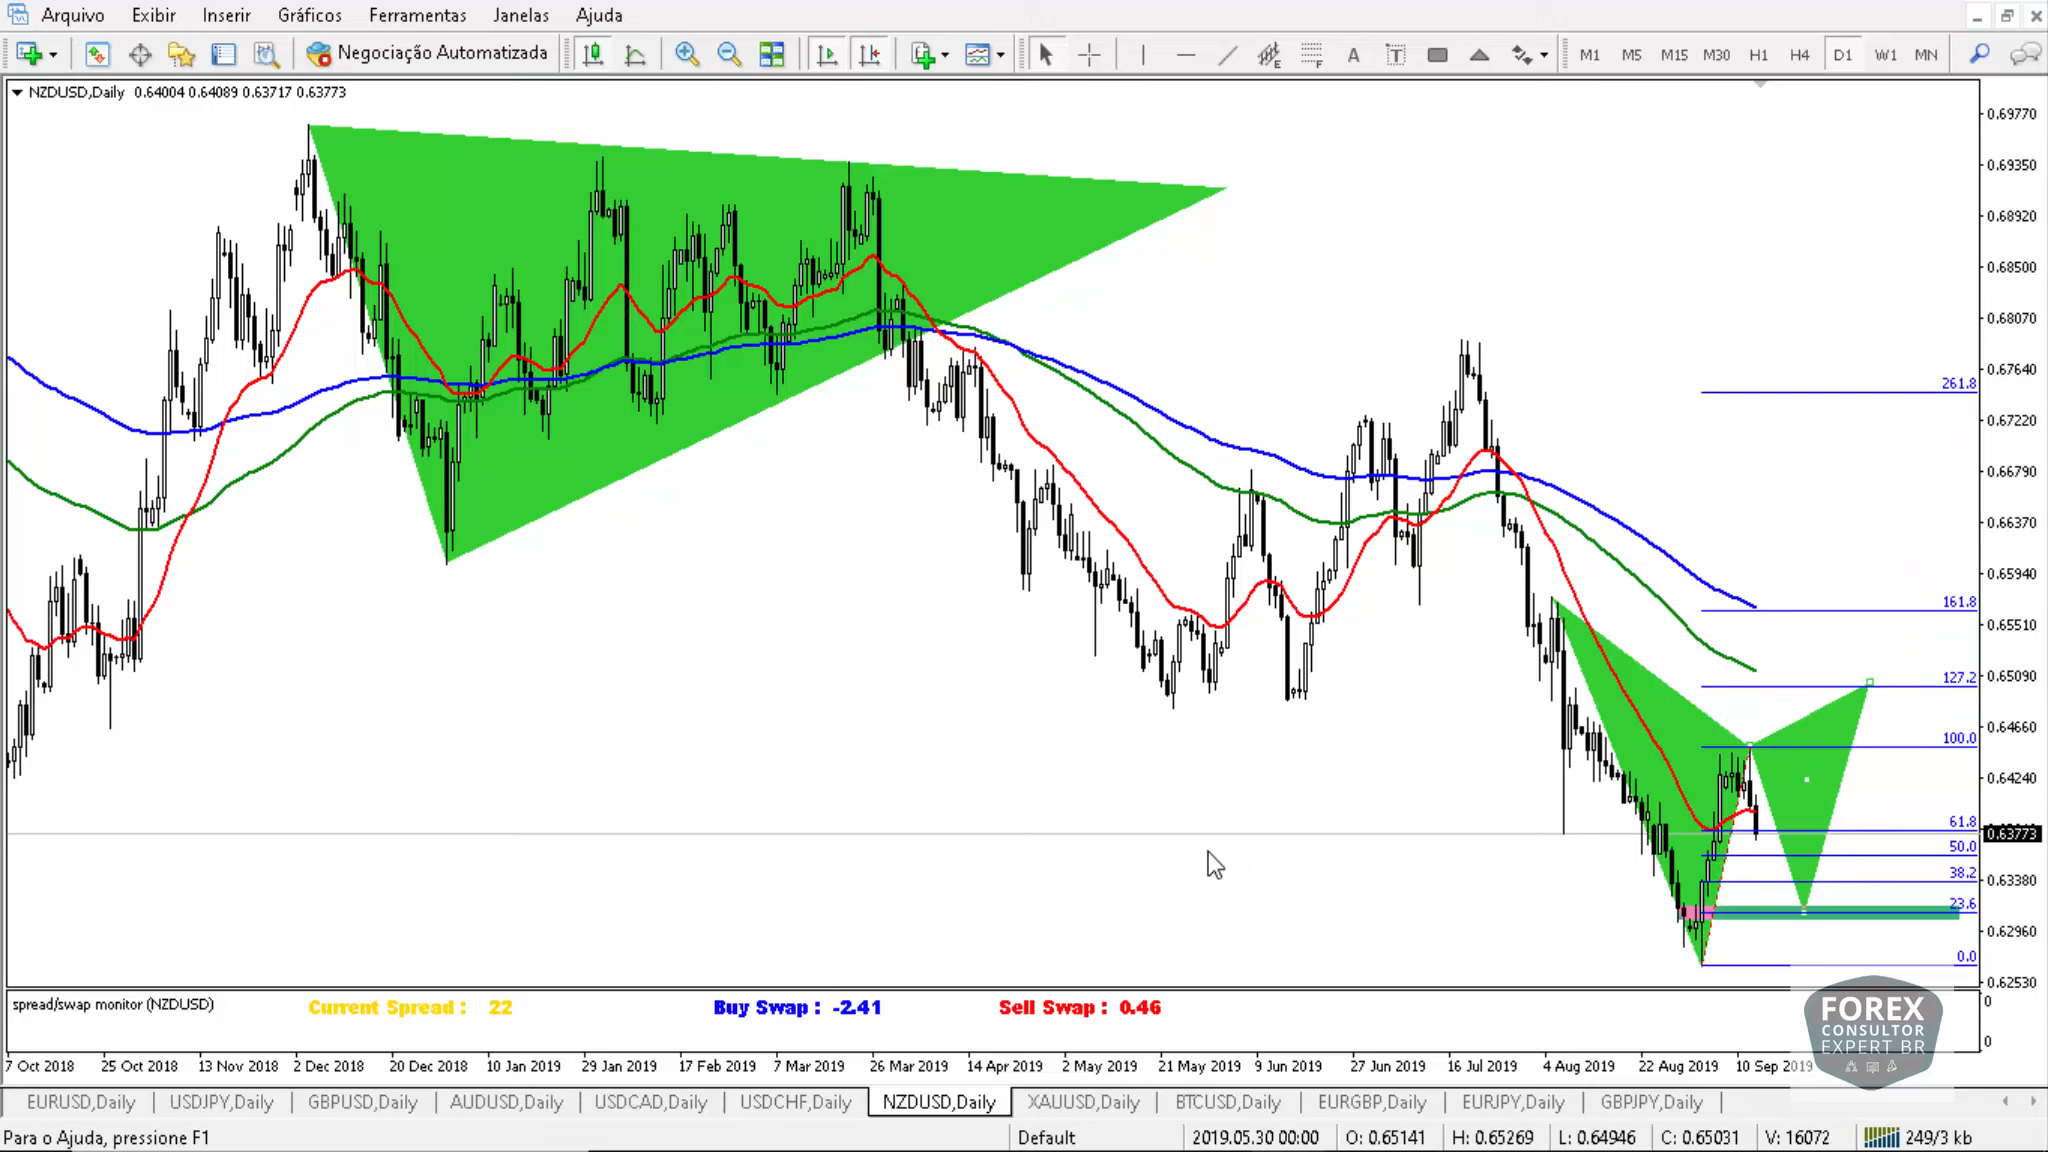 Arquivo Exibir Inserir Gráficos Ferramentas Janelas Ajuda
Negociação Automatizada
A T E F M1 M5 M15 M30 H1 H4 D1 W1 MN
NZDUSD,Daily 0.64004 0.64089 0.63717 0.63773
0.69770
0.69350
0.68920
0.68500
0.68070
0.67640
261.8
0.67220
0.66790
0.66370
0.65940
161.8
0.65510
127.2
0.65090
100.0
0.64660
0.64240
61.8
0.63773
50.0
38.2
0.63380
23.6
0.62960
0.0
0.62530
spread/swap monitor (NZDUSD) Current Spread : 22 Buy Swap : -2.41 Sell Swap : 0.46
0
0
FOREX
CONSULTOR
EXPERT BR
7 Oct 2018 25 Oct 2018 13 Nov 2018 2 Dec 2018 20 Dec 2018 10 Jan 2019 29 Jan 2019 17 Feb 2019 7 Mar 2019 26 Mar 2019 14 Apr 2019 2 May 2019 21 May 2019 9 Jun 2019 27 Jun 2019 16 Jul 2019 4 Aug 2019 22 Aug 2019 10 Sep 2019
EURUSD,Daily USDJPY,Daily GBPUSD,Daily AUDUSD,Daily USDCAD,Daily USDCHF,Daily NZDUSD,Daily XAUUSD,Daily BTCUSD,Daily EURGBP,Daily EURJPY,Daily GBPJPY,Daily
Para o Ajuda, pressione F1 Default 2019.05.30 00:00 O: 0.65141 H: 0.65269 L: 0.64946 C: 0.65031 V: 16072 249/3 kb